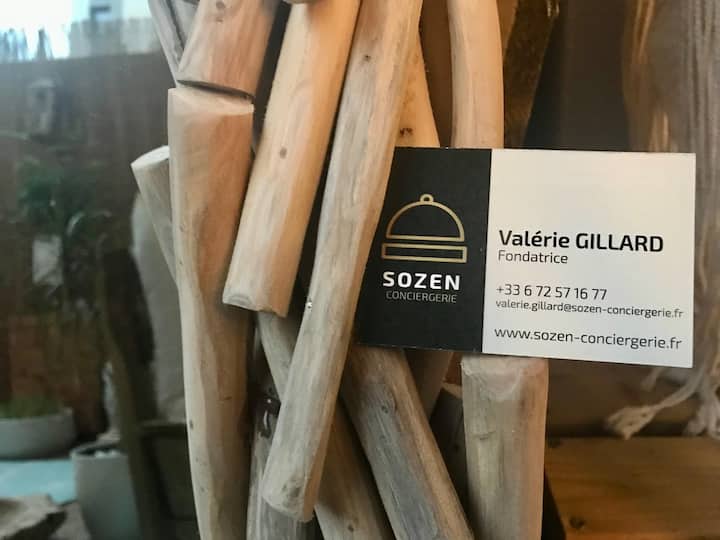 SOZEN
CONCIERGERIE
Valérie GILLARD
Fondatrice
+33 6 72 57 16 77
valerie.gillard@sozen-conciergerie.fr
www.sozen-conciergerie.fr